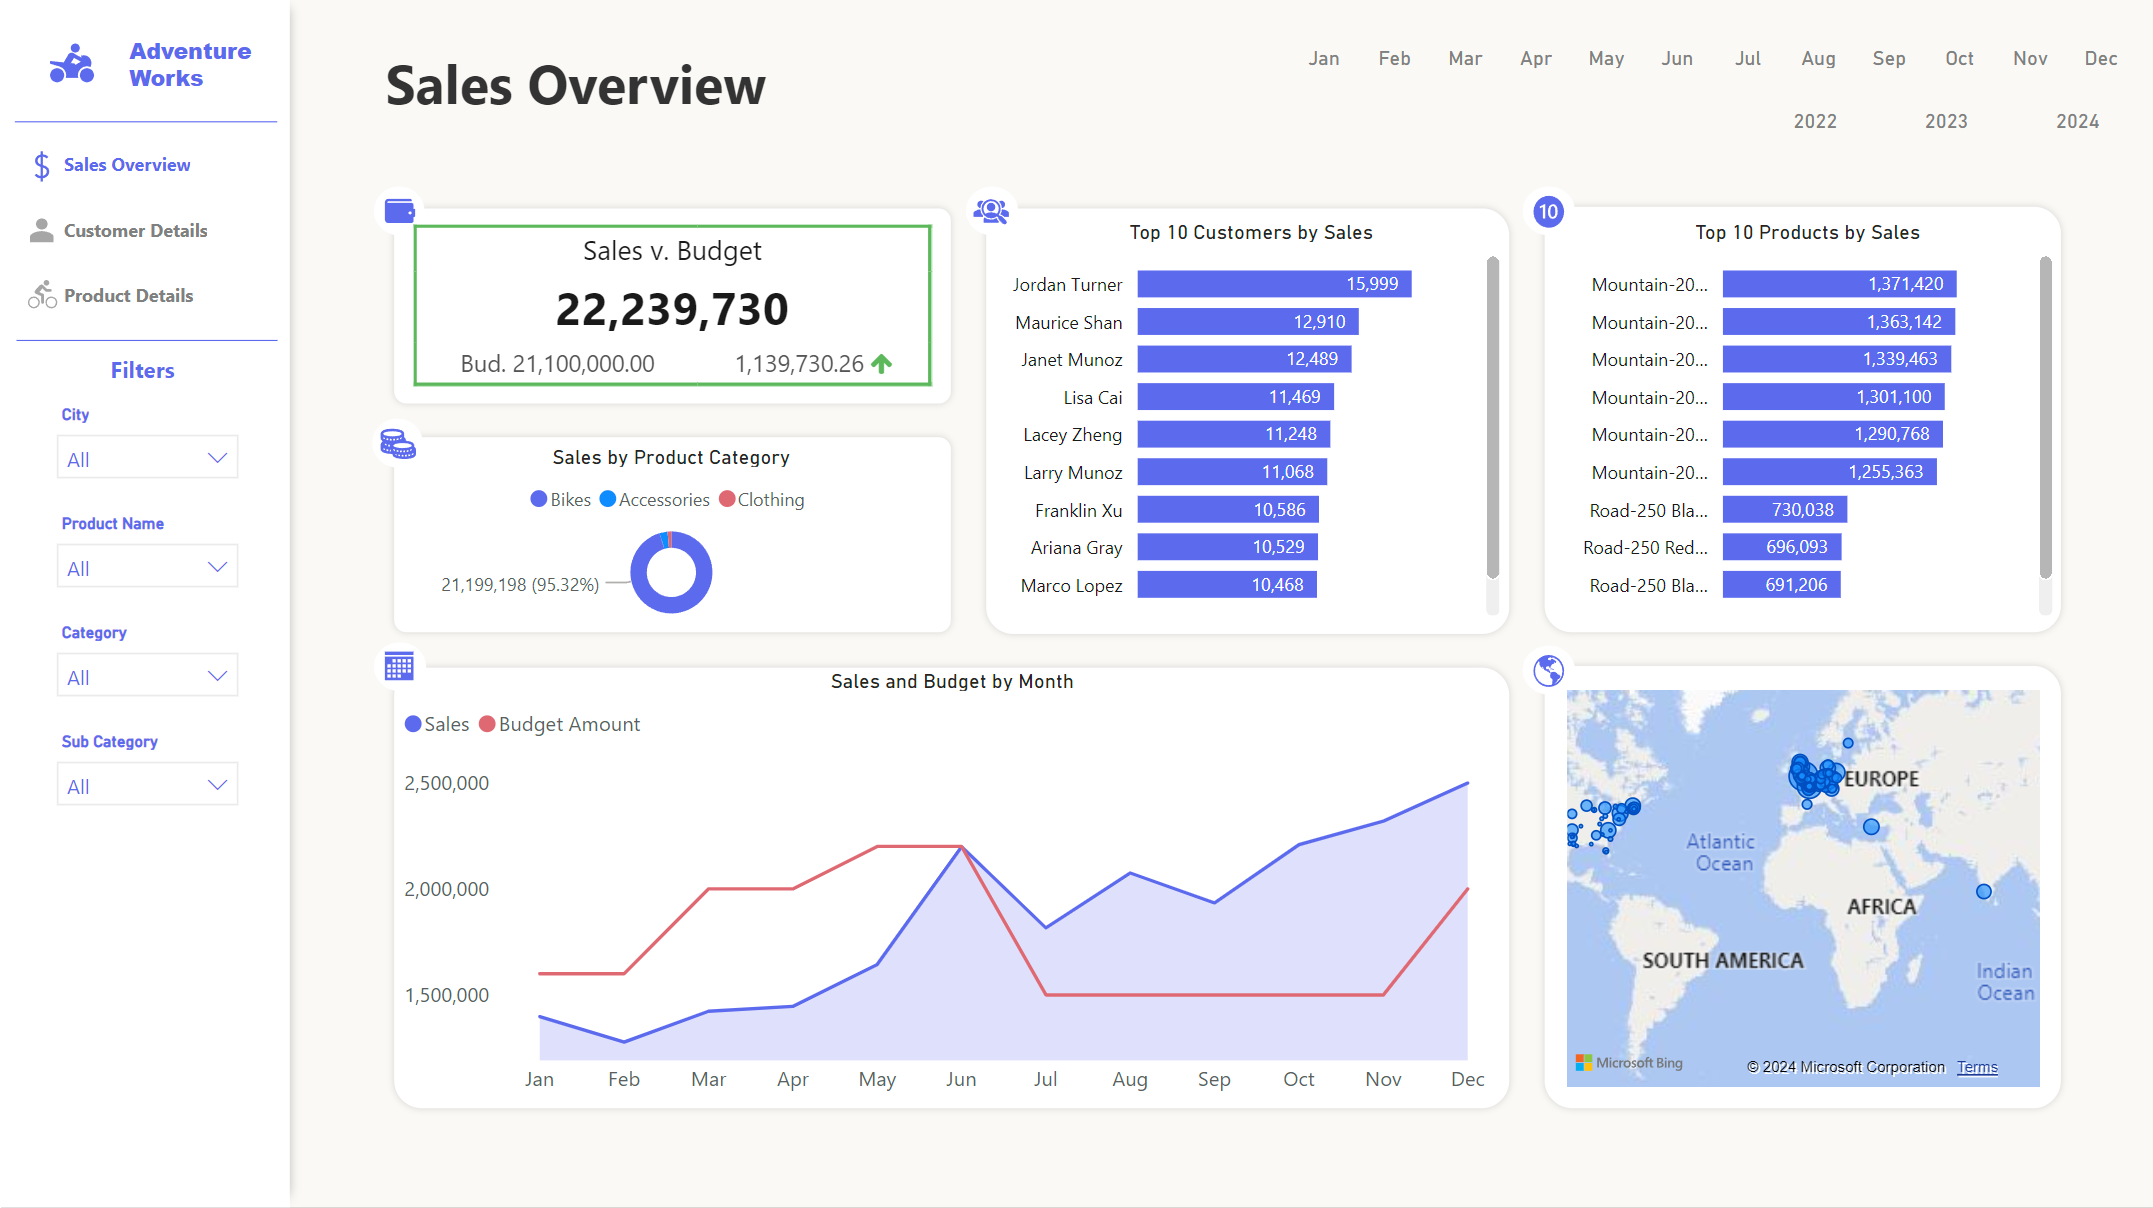 Adventure
Works
Sales Overview
Customer Details
Product Details
Filters
City
All
Product Name
All
Category
All
Sub Category
All
Sales Overview
Jan Feb Mar Apr May Jun Jul Aug Sep Oct Nov Dec
2022 2023 2024
Sales v. Budget
22,239,730
Bud. 21,100,000.00 1,139,730.26
Sales by Product Category
Bikes Accessories Clothing
21,199,198 (95.32%)
Top 10 Customers by Sales
Jordan Turner 15,999
Maurice Shan 12,910
Janet Munoz 12,489
Lisa Cai 11,469
Lacey Zheng 11,248
Larry Munoz 11,068
Franklin Xu 10,586
Ariana Gray 10,529
Marco Lopez 10,468
10
Top 10 Products by Sales
Mountain-20... 1,371,420
Mountain-20... 1,363,142
Mountain-20... 1,339,463
Mountain-20... 1,301,100
Mountain-20... 1,290,768
Mountain-20... 1,255,363
Road-250 Bla... 730,038
Road-250 Red... 696,093
Road-250 Bla... 691,206
Sales and Budget by Month
Sales Budget Amount
2,500,000
2,000,000
1,500,000
Jan Feb Mar Apr May Jun Jul Aug Sep Oct Nov Dec
EUROPE
Atlantic
Ocean
AFRICA
SOUTH AMERICA
Indian
Ocean
Microsoft Bing
© 2024 Microsoft Corporation Terms